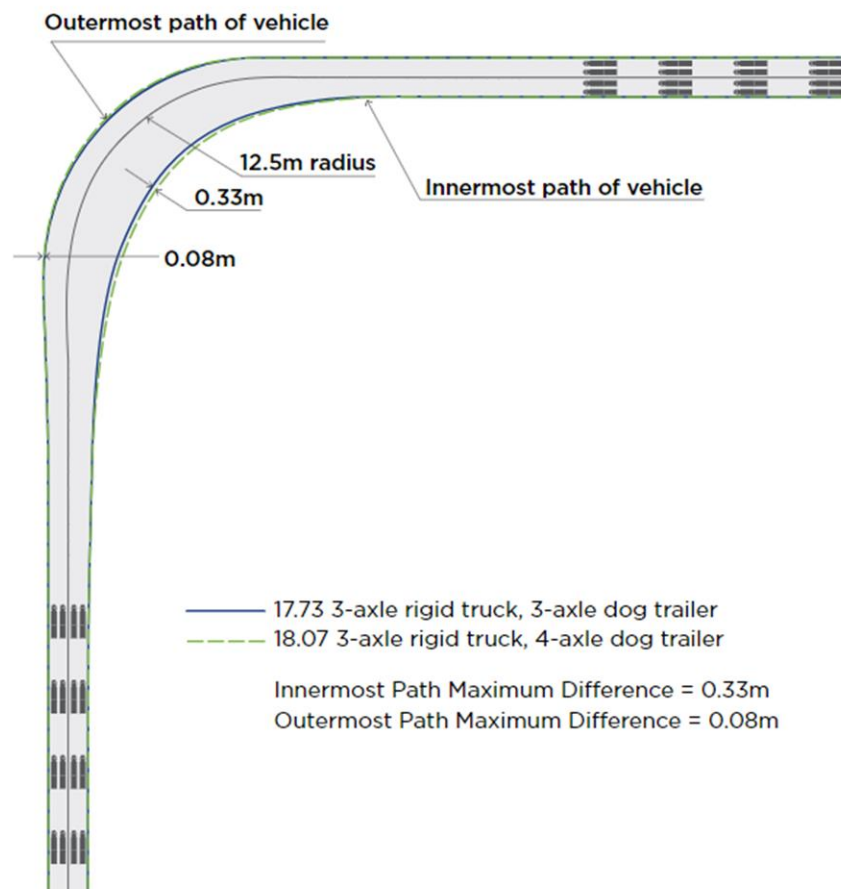 Outermost path of vehicle
12.5m radius
Innermost path of vehicle
0.33m
0.08m
17.73 3-axle rigid truck, 3-axle dog trailer
18.07 3-axle rigid truck, 4-axle dog trailer
Innermost Path Maximum Difference = 0.33m
Outermost Path Maximum Difference = 0.08m